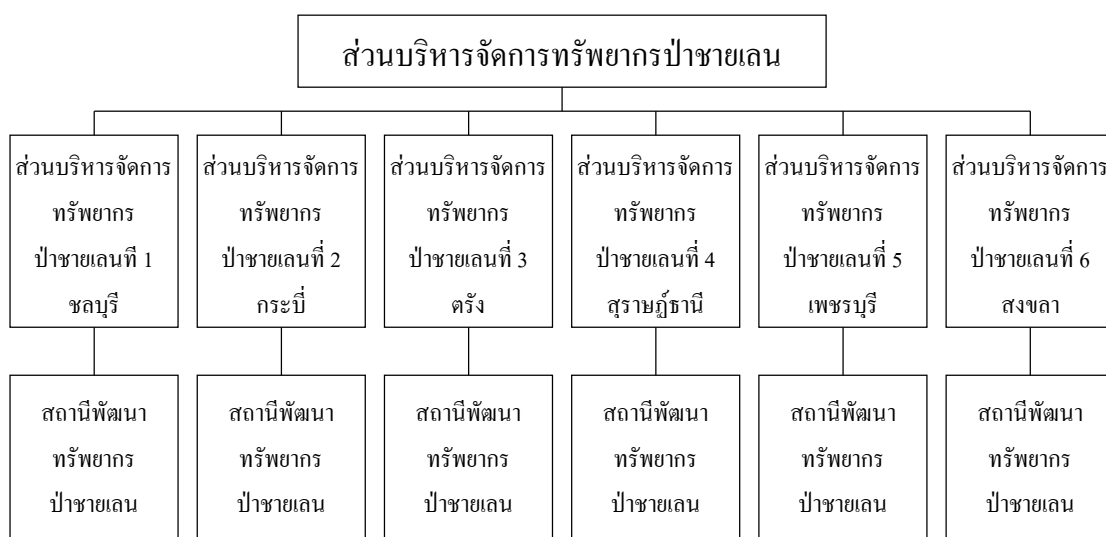 ส่วนบริหารจัดการทรัพยากรป่าชายเลน
ส่วนบริหารจัดการ
ทรัพยากร
ป่าชายเลนที่ 1
ชลบุรี
ส่วนบริหารจัดการ
ทรัพยากร
ป่าชายเลนที่ 2
กระบี่
ส่วนบริหารจัดการ
ทรัพยากร
ป่าชายเลนที่ 3
ตรัง
ส่วนบริหารจัดการ
ทรัพยากร
ป่าชายเลนที่ 4
สุราษฎ์ธานี
ส่วนบริหารจัดการ
ทรัพยากร
ป่าชายเลนที่ 5
เพชรบุรี
ส่วนบริหารจัดการ
ทรัพยากร
ป่าชายเลนที่ 6
สงขลา
สถานีพัฒนา
ทรัพยากร
ป่าชายเลน
สถานีพัฒนา
ทรัพยากร
ป่าชายเลน
สถานีพัฒนา
ทรัพยากร
ป่าชายเลน
สถานีพัฒนา
ทรัพยากร
ป่าชายเลน
สถานีพัฒนา
ทรัพยากร
ป่าชายเลน
สถานีพัฒนา
ทรัพยากร
ป่าชายเลน